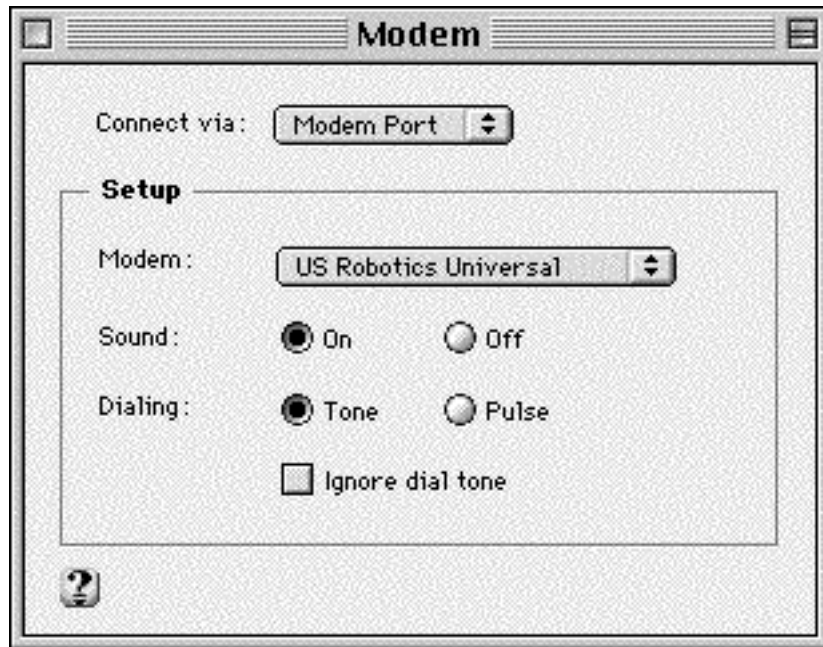 Modem
Connect via: Modem Port
Setup
Modem: US Robotics Universal
Sound: On Off
Dialing: Tone Pulse
Ignore dial tone
?